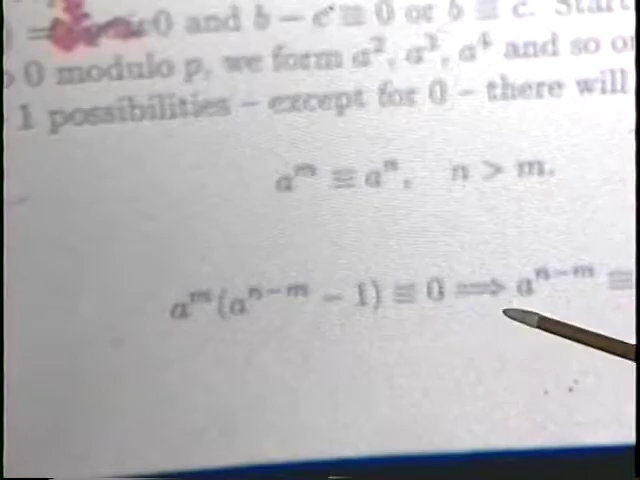 ≡ 0 and b − c ≡ 0 or b ≡ c. Start
0 modulo p, we form a², a³, a⁴ and so on
1 possibilities – except for 0 – there will
aᵐ ≡ aⁿ, n > m.
aᵐ(aⁿ⁻ᵐ − 1) ≡ 0 ⟹ aⁿ⁻ᵐ ≡